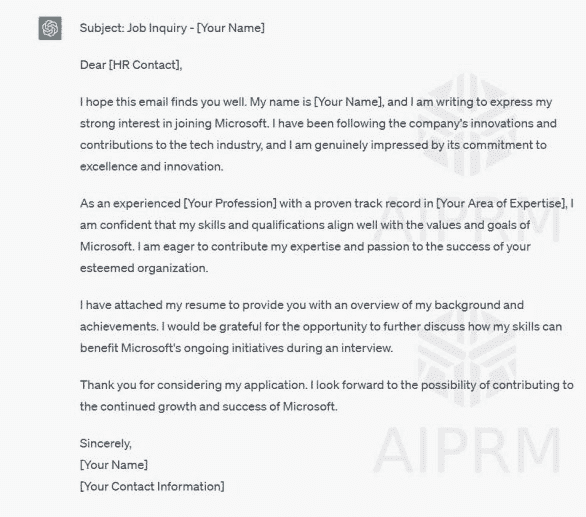 Subject: Job Inquiry - [Your Name]
Dear [HR Contact],
I hope this email finds you well. My name is [Your Name], and I am writing to express my
strong interest in joining Microsoft. I have been following the company's innovations and
contributions to the tech industry, and I am genuinely impressed by its commitment to
excellence and innovation.
As an experienced [Your Profession] with a proven track record in [Your Area of Expertise], I
am confident that my skills and qualifications align well with the values and goals of
Microsoft. I am eager to contribute my expertise and passion to the success of your
esteemed organization.
I have attached my resume to provide you with an overview of my background and
achievements. I would be grateful for the opportunity to further discuss how my skills can
benefit Microsoft's ongoing initiatives during an interview.
Thank you for considering my application. I look forward to the possibility of contributing to
the continued growth and success of Microsoft.
Sincerely,
[Your Name]
[Your Contact Information]
AIPRM
AIPRM